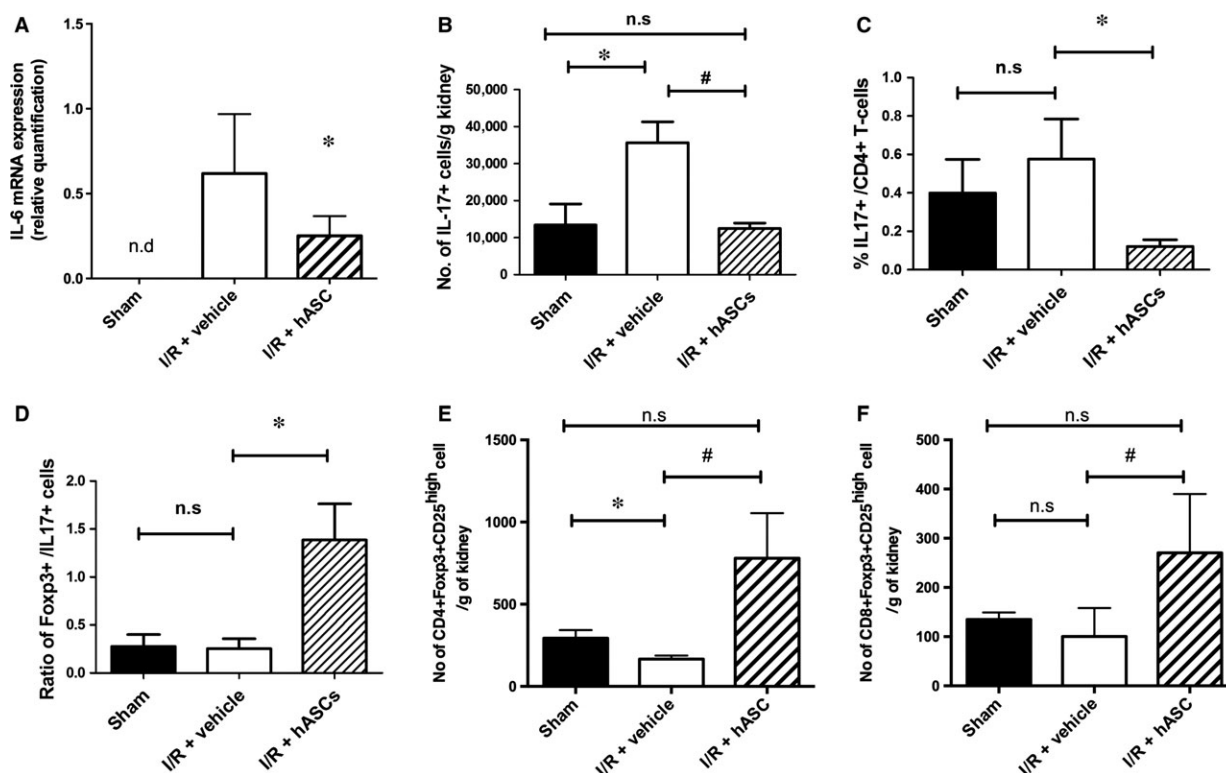 A
IL-6 mRNA expression
(relative quantification)
1.5
1.0
0.5
0.0
n.d
*
Sham
I/R + vehicle
I/R + hASC
B
No. of IL-17+ cells/g kidney
50,000
40,000
30,000
20,000
10,000
0
n.s
*
#
Sham
I/R + vehicle
I/R + hASCs
C
% IL17+ /CD4+ T-cells
1.0
0.8
0.6
0.4
0.2
0.0
n.s
*
Sham
I/R + vehicle
I/R + hASCs
D
Ratio of Foxp3+ /IL17+ cells
2.0
1.5
1.0
0.5
0.0
n.s
*
Sham
I/R + vehicle
I/R + hASCs
E
No of CD4+Foxp3+CD25high cell
/g of kidney
1500
1000
500
0
n.s
*
#
Sham
I/R + vehicle
I/R + hASC
F
No of CD8+Foxp3+CD25high cell
/g of kidney
500
400
300
200
100
0
n.s
n.s
#
Sham
I/R + vehicle
I/R + hASC